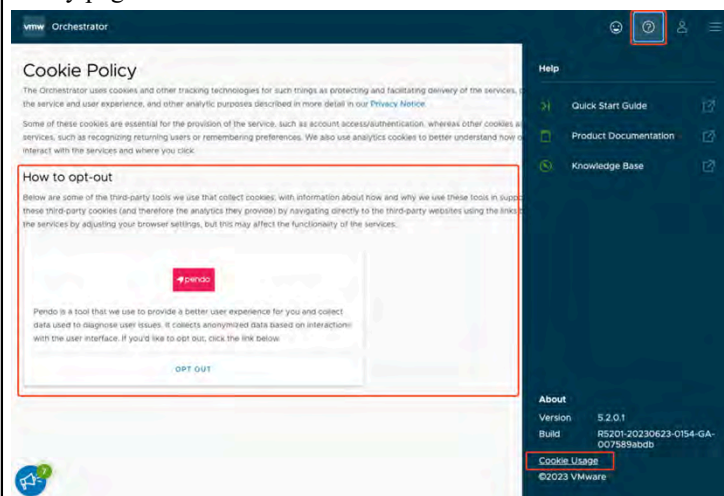 vmw Orchestrator
Cookie Policy
The Orchestrator uses cookies and other tracking technologies for such things as protecting and facilitating delivery of the services,
the service and user experience, and other analytic purposes described in more detail in our Privacy Notice.
Some of these cookies are essential for the provision of the service, such as account access/authentication, whereas other cookies
services, such as recognizing returning users or remembering preferences. We also use analytics cookies to better understand how
interact with the services and where you click.
How to opt-out
Below are some of the third-party tools we use that collect cookies, with information about how and why we use these tools in
these third-party cookies (and therefore the analytics they provide) by navigating directly to the third-party websites using the links
the services by adjusting your browser settings, but this may affect the functionality of the services.
pendo
Pendo is a tool that we use to provide a better user experience for you and collect
data used to diagnose user issues. It collects anonymized data based on interactions
with the user interface. If you'd like to opt out, click the link below.
OPT OUT
Help
Quick Start Guide
Product Documentation
Knowledge Base
About
Version 5.2.0.1
Build R5201-20230623-0154-GA-
007589abdb
Cookie Usage
©2023 VMware